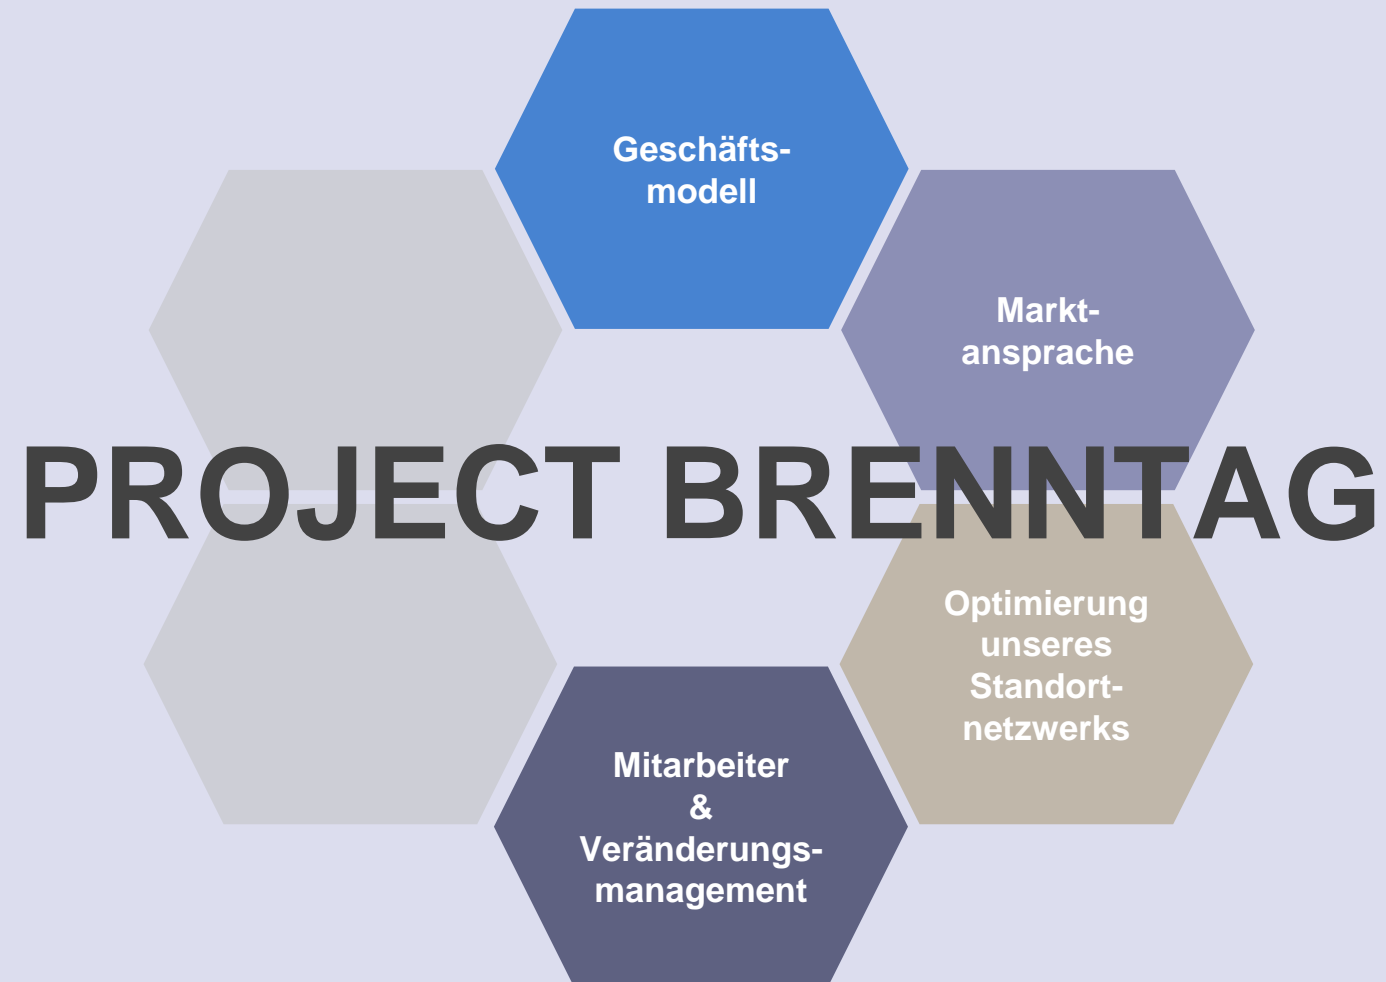 Geschäfts-
modell
Markt-
ansprache
PROJECT BRENNTAG
Optimierung
unseres
Standort-
netzwerks
Mitarbeiter
&
Veränderungs-
management